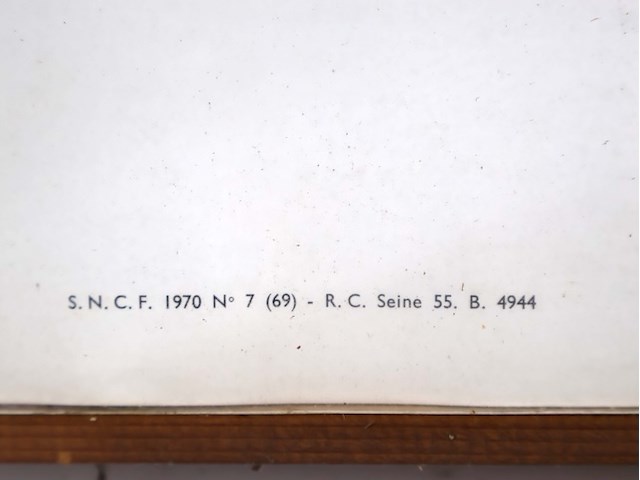 S. N. C. F. 1970 N° 7 (69) - R. C. Seine 55. B. 4944